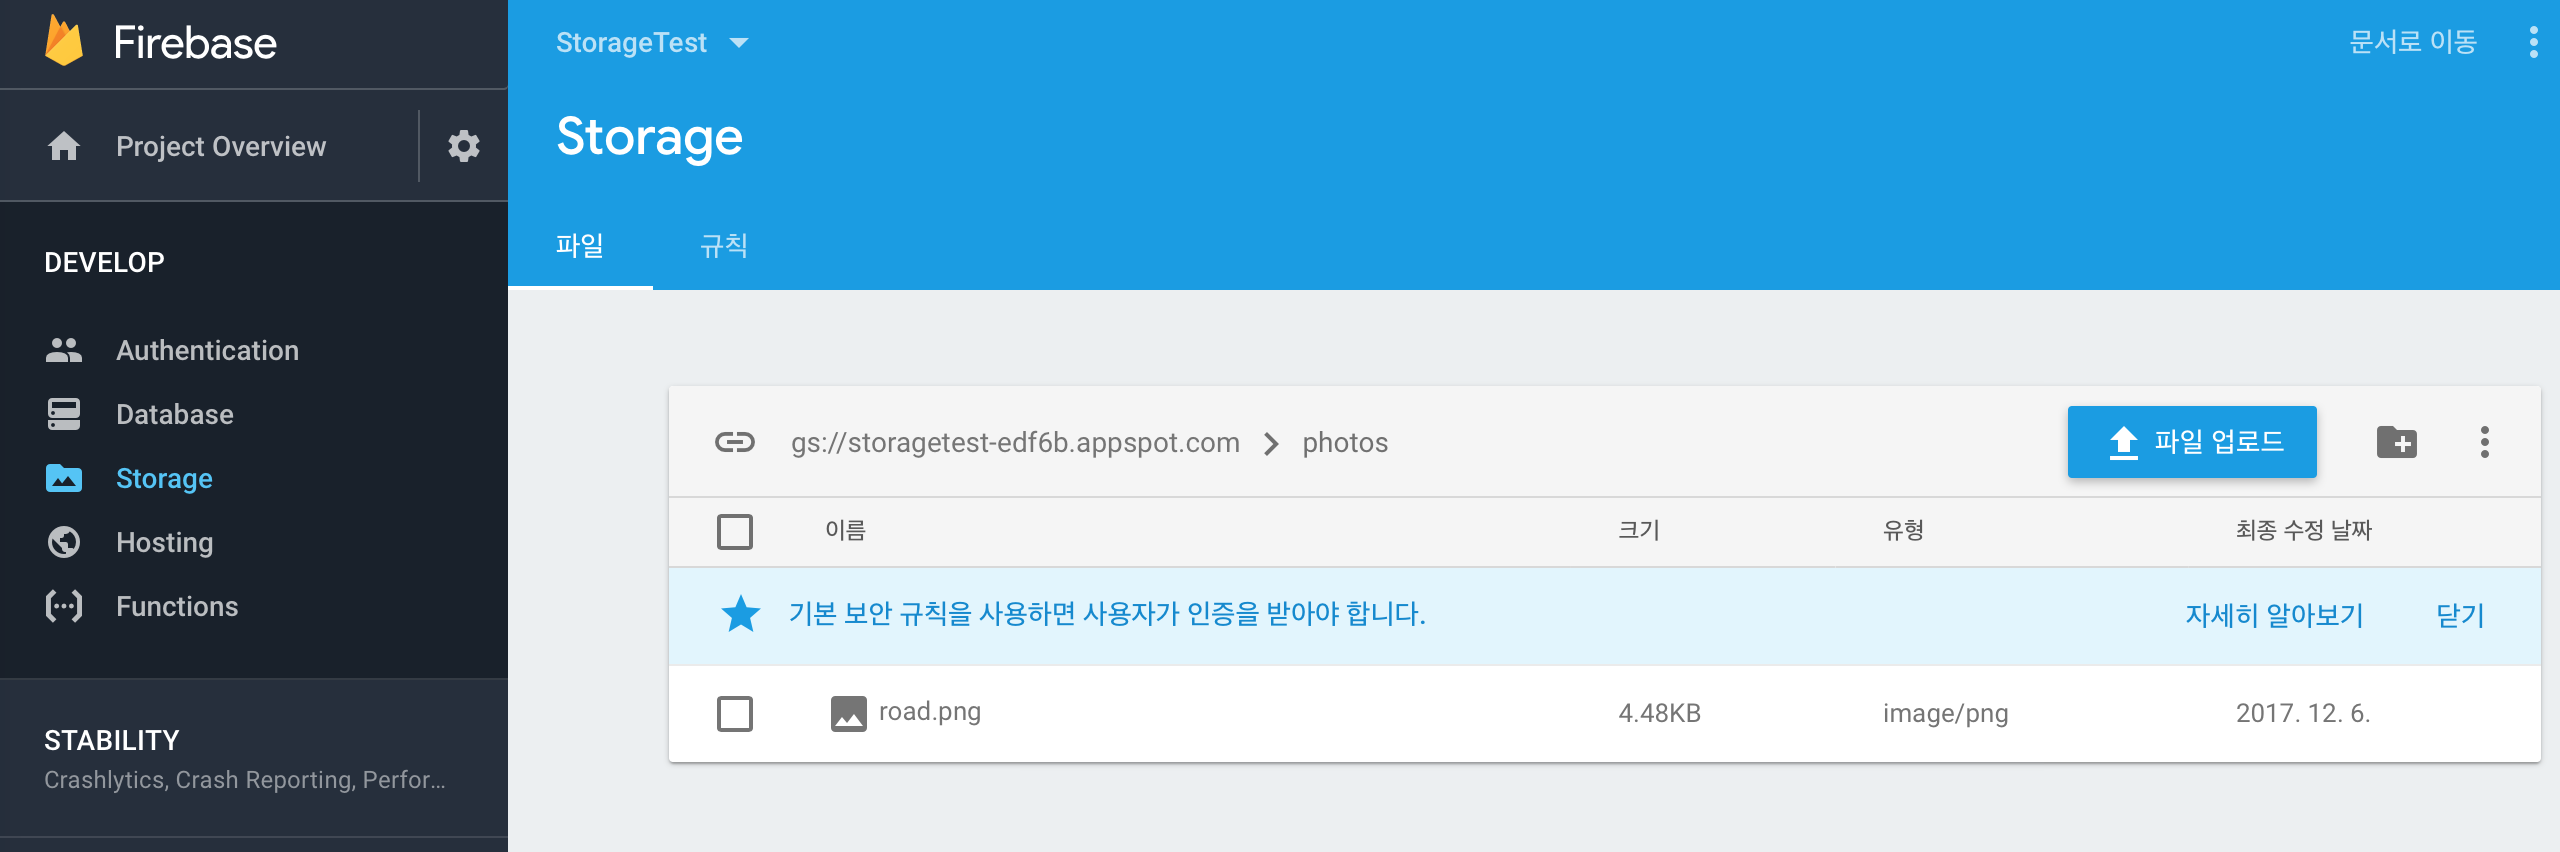 Firebase
Project Overview
DEVELOP
Authentication
Database
Storage
Hosting
Functions
STABILITY
Crashlytics, Crash Reporting, Perfor...
StorageTest
문서로 이동
Storage
파일 규칙
gs://storagetest-edf6b.appspot.com photos 파일 업로드
이름 크기 유형 최종 수정 날짜
기본 보안 규칙을 사용하면 사용자가 인증을 받아야 합니다. 자세히 알아보기 닫기
road.png 4.48KB image/png 2017. 12. 6.